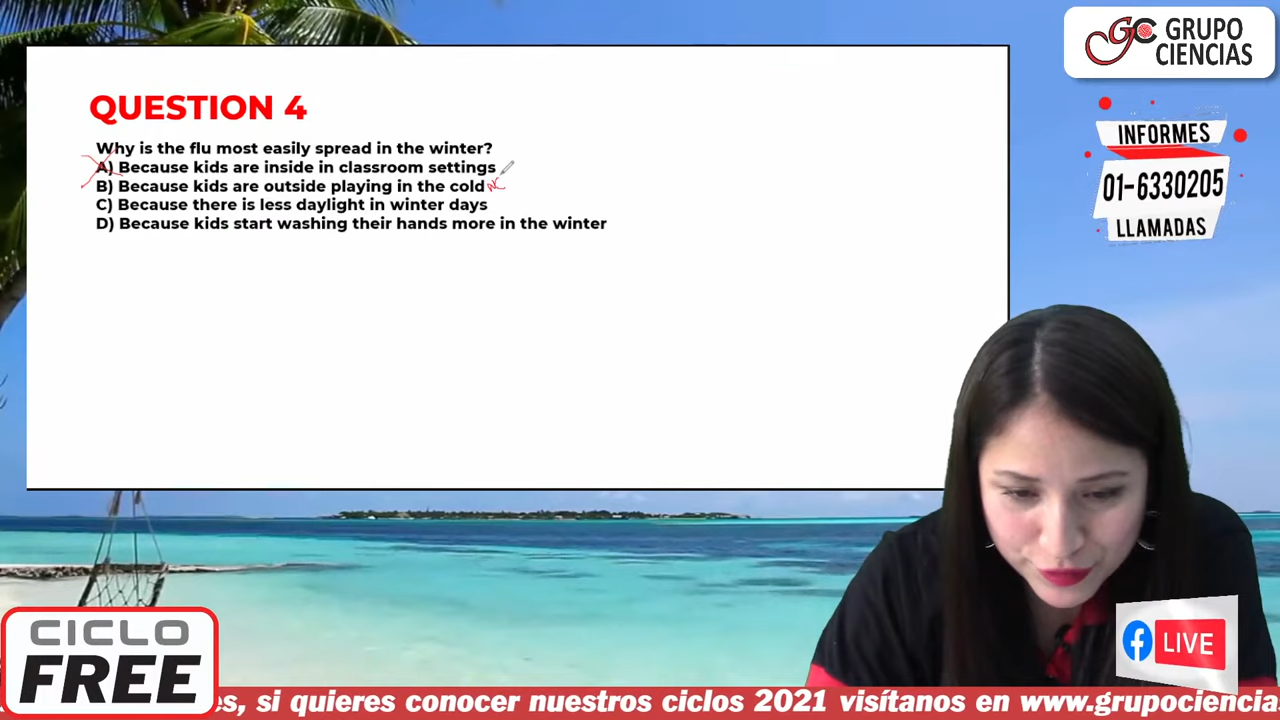 GC GRUPO
CIENCIAS
QUESTION 4
INFORMES
01-6330205
LLAMADAS
Why is the flu most easily spread in the winter?
A) Because kids are inside in classroom settings
B) Because kids are outside playing in the cold NC
C) Because there is less daylight in winter days
D) Because kids start washing their hands more in the winter
CICLO
FREE
LIVE
es, si quieres conocer nuestros ciclos 2021 visítanos en www.grupociencia